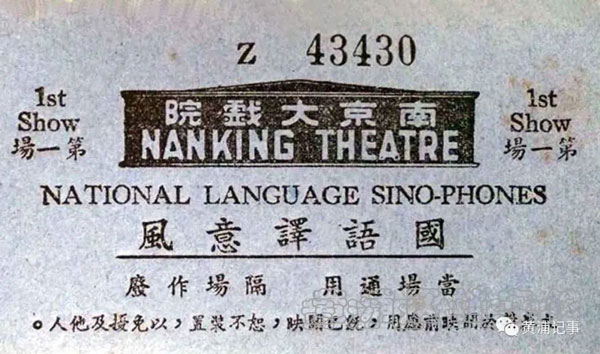 Z 43430
1st
Show
第一場
南京大戲院
NANKING THEATRE
1st
Show
第一場
NATIONAL LANGUAGE SINO-PHONES
國語譯意風
當場通用 隔場作廢
於開映前應用，既已開映，恕不裝置，以免擾及他人。
黄浦记事